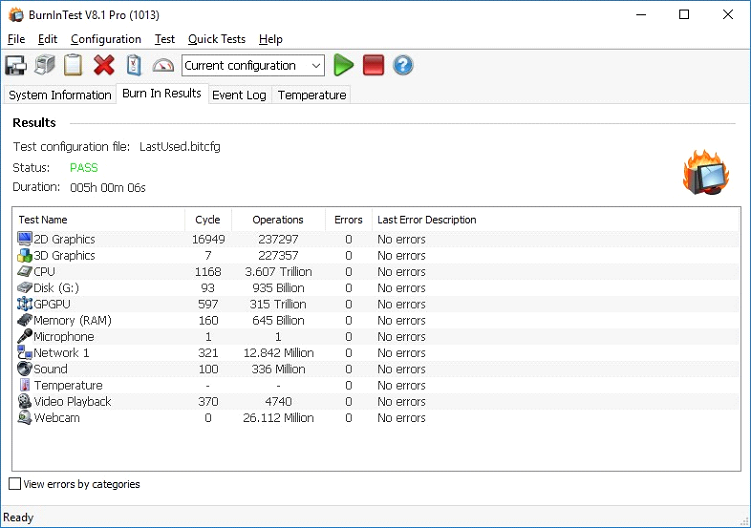 BurnInTest V8.1 Pro (1013)
File Edit Configuration Test Quick Tests Help
Current configuration
System Information Burn In Results Event Log Temperature
Results
Test configuration file: LastUsed.bitcfg
Status: PASS
Duration: 005h 00m 06s
Test Name Cycle Operations Errors Last Error Description
2D Graphics 16949 237297 0 No errors
3D Graphics 7 227357 0 No errors
CPU 1168 3.607 Trillion 0 No errors
Disk (G:) 93 935 Billion 0 No errors
GPGPU 597 315 Trillion 0 No errors
Memory (RAM) 160 645 Billion 0 No errors
Microphone 1 1 0 No errors
Network 1 321 12.842 Million 0 No errors
Sound 100 336 Million 0 No errors
Temperature - - 0 No errors
Video Playback 370 4740 0 No errors
Webcam 0 26.112 Million 0 No errors
View errors by categories
Ready